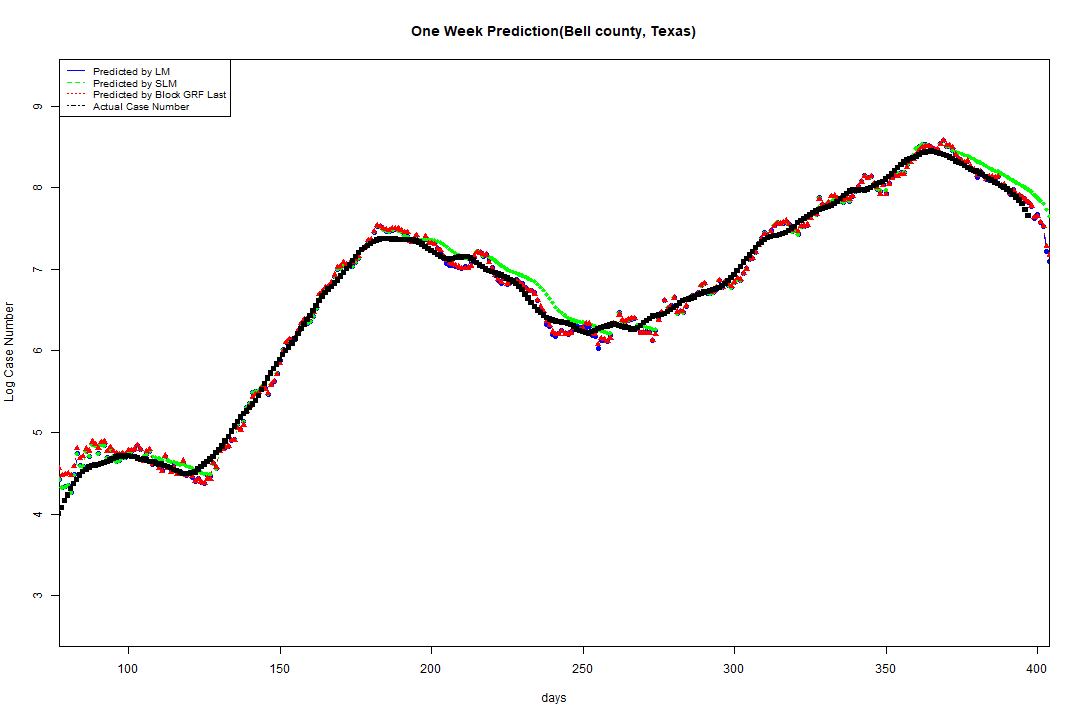 One Week Prediction(Bell county, Texas)
Predicted by LM
Predicted by SLM
Predicted by Block GRF Last
Actual Case Number
9
8
7
6
5
4
3
Log Case Number
100 150 200 250 300 350 400
days